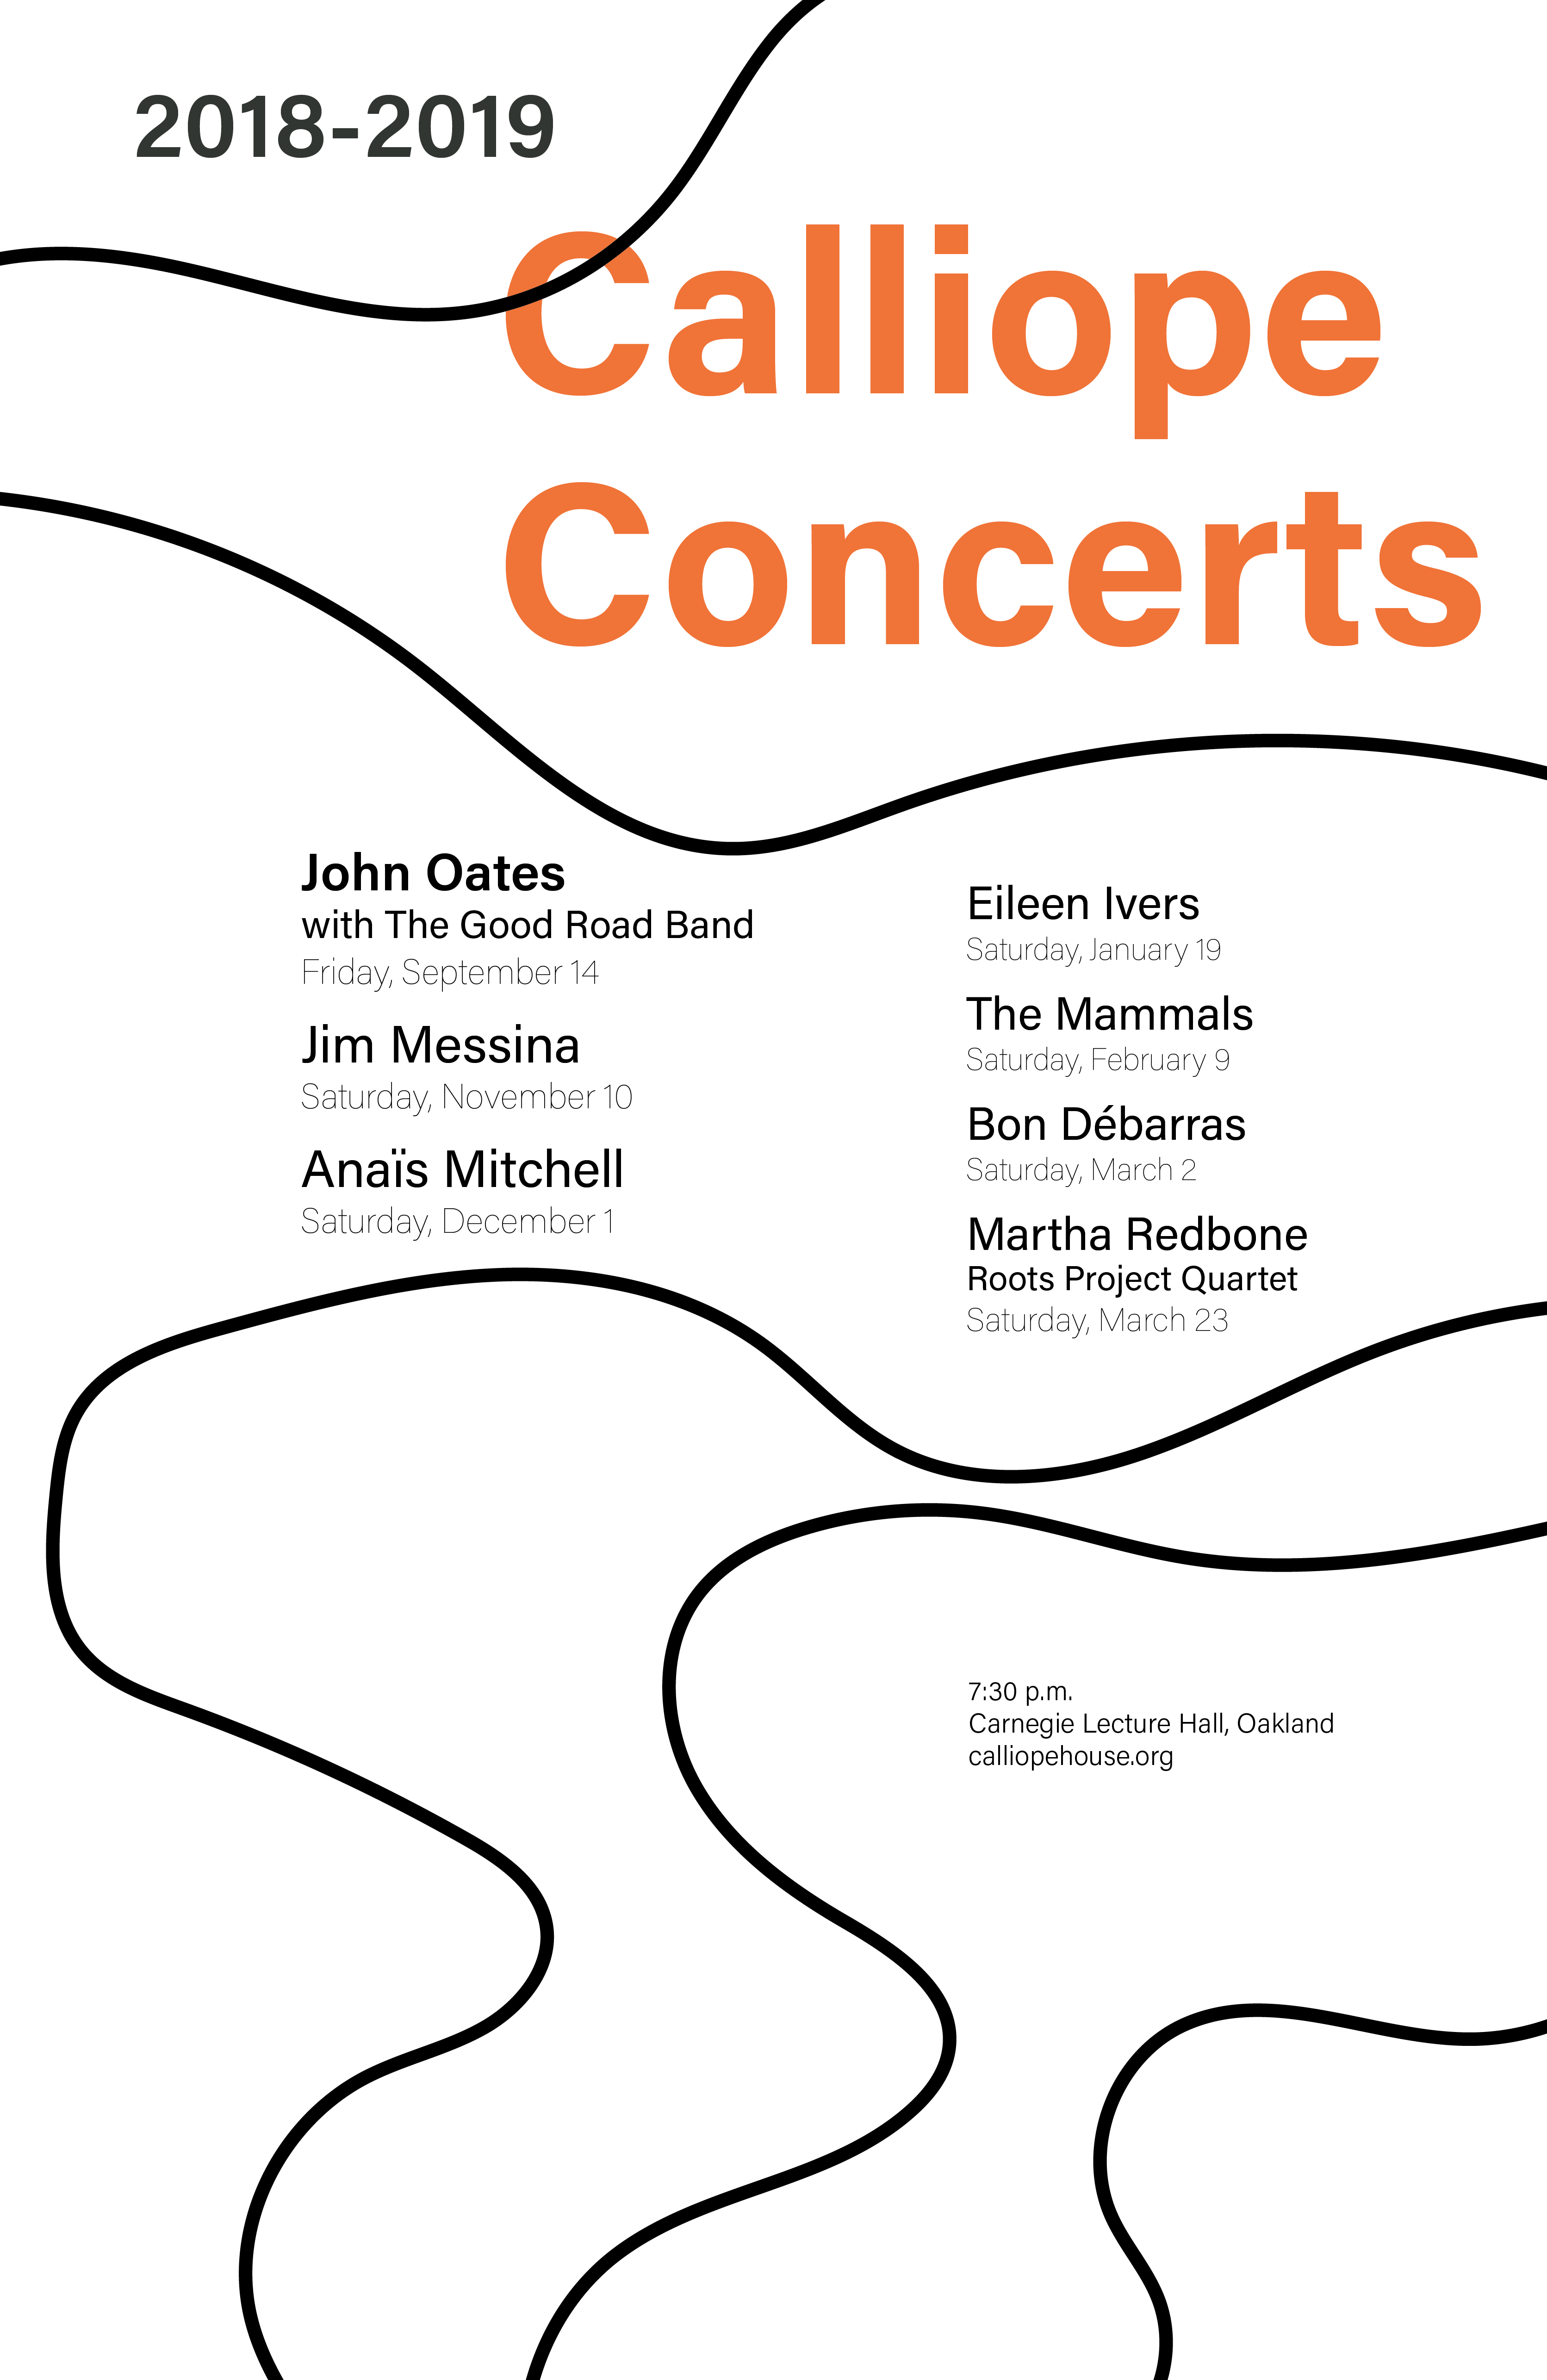 2018-2019
Calliope
Concerts
John Oates
with The Good Road Band
Friday, September 14
Jim Messina
Saturday, November 10
Anaïs Mitchell
Saturday, December 1
Eileen Ivers
Saturday, January 19
The Mammals
Saturday, February 9
Bon Débarras
Saturday, March 2
Martha Redbone
Roots Project Quartet
Saturday, March 23
7:30 p.m.
Carnegie Lecture Hall, Oakland
calliopehouse.org